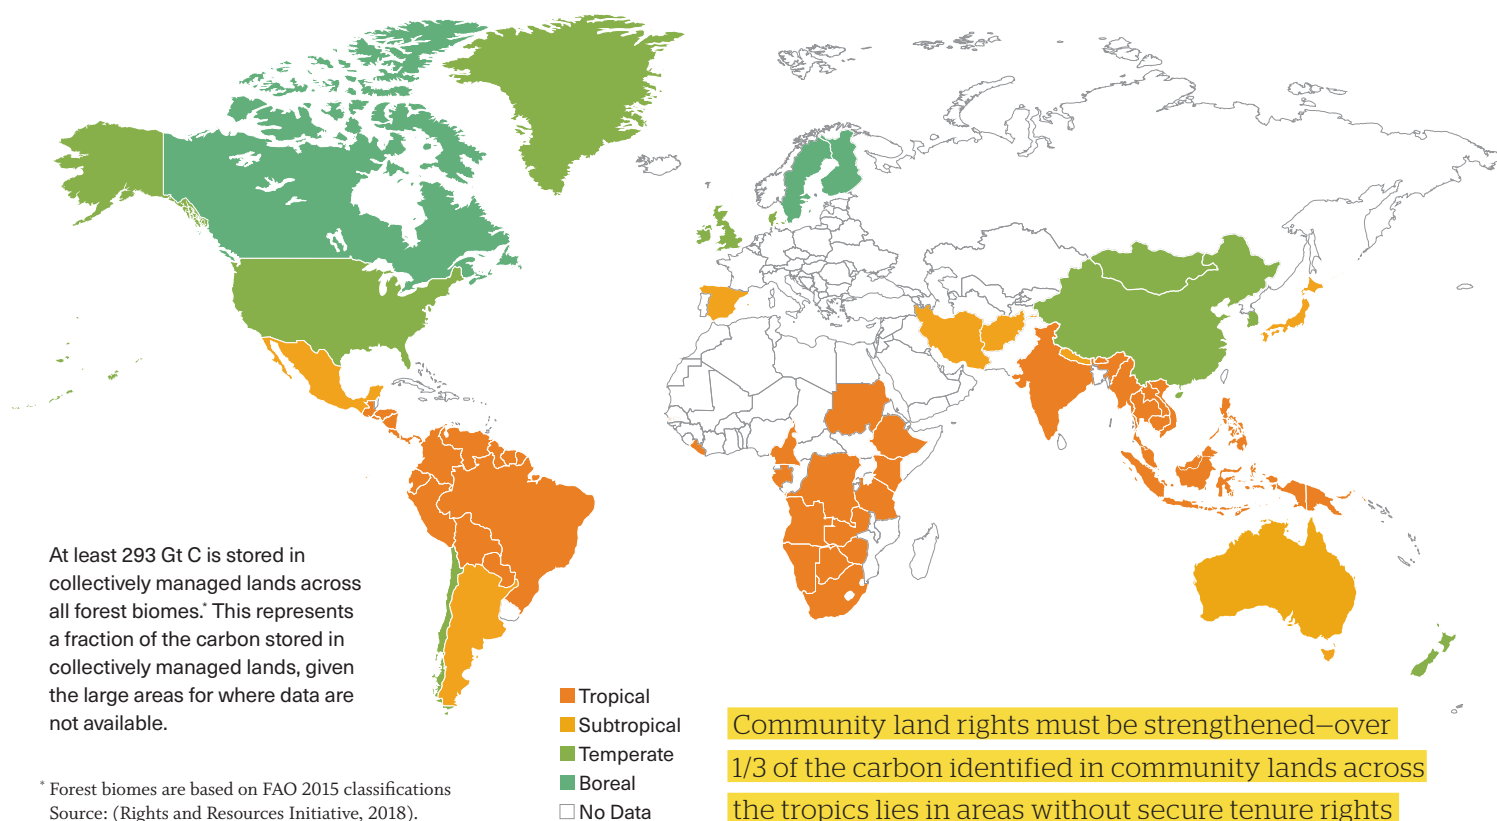 At least 293 Gt C is stored in
collectively managed lands across
all forest biomes.* This represents
a fraction of the carbon stored in
collectively managed lands, given
the large areas for where data are
not available.
* Forest biomes are based on FAO 2015 classifications
Source: (Rights and Resources Initiative, 2018).
Tropical
Subtropical
Temperate
Boreal
No Data
Community land rights must be strengthened—over
1/3 of the carbon identified in community lands across
the tropics lies in areas without secure tenure rights